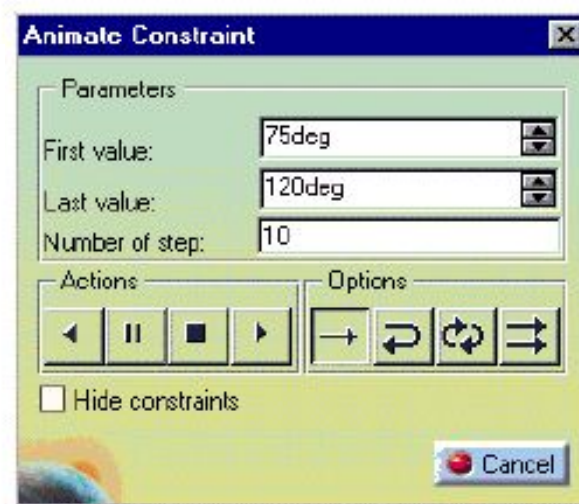 Animate Constraint
Parameters
First value: 75deg
Last value: 120deg
Number of step: 10
Actions Options
Hide constraints
Cancel